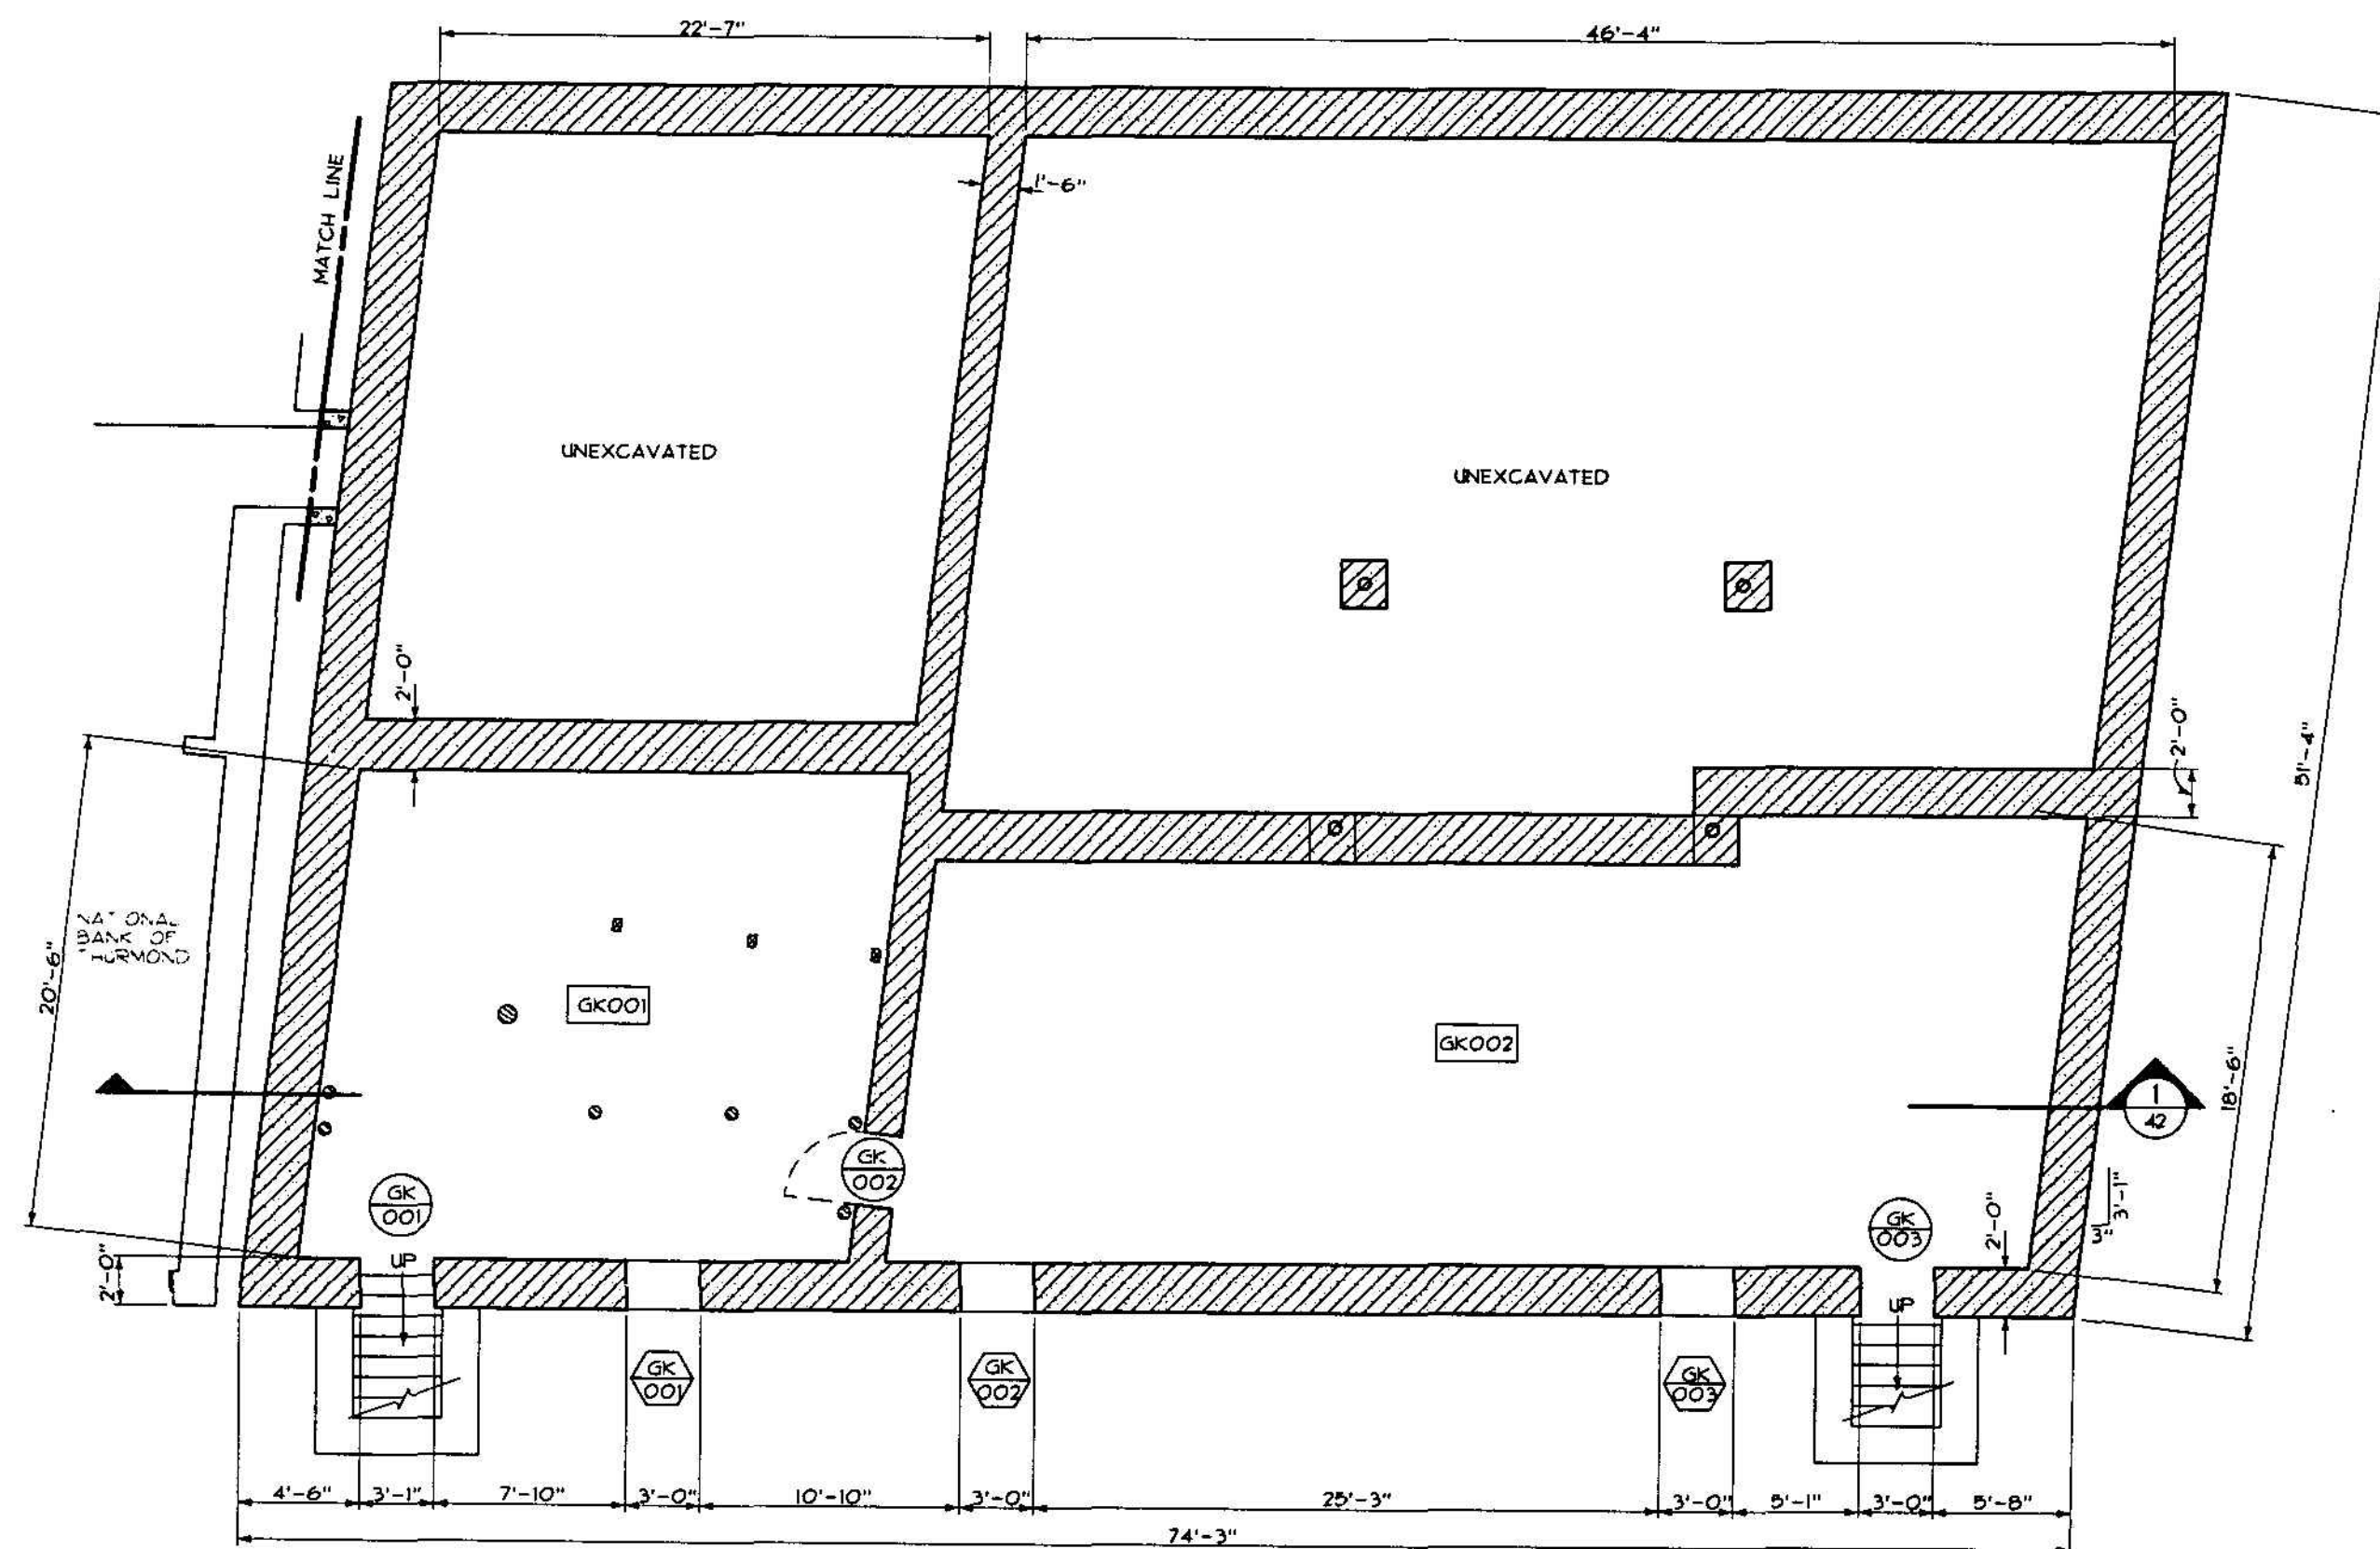 22'-7"
46'-4"
MATCH LINE
1'-6"
UNEXCAVATED
UNEXCAVATED
2'-0"
2'-0"
51'-4"
NATIONAL
BANK OF
THURMOND
20'-6"
GK001
GK002
1
42
18'-6"
GK
002
GK
001
GK
003
3'-1"
3"
2'-0"
2'-0"
UP
UP
GK
001
GK
002
GK
003
4'-6"
3'-1"
7'-10"
3'-0"
10'-10"
3'-0"
25'-3"
3'-0"
5'-1"
3'-0"
5'-8"
74'-3"